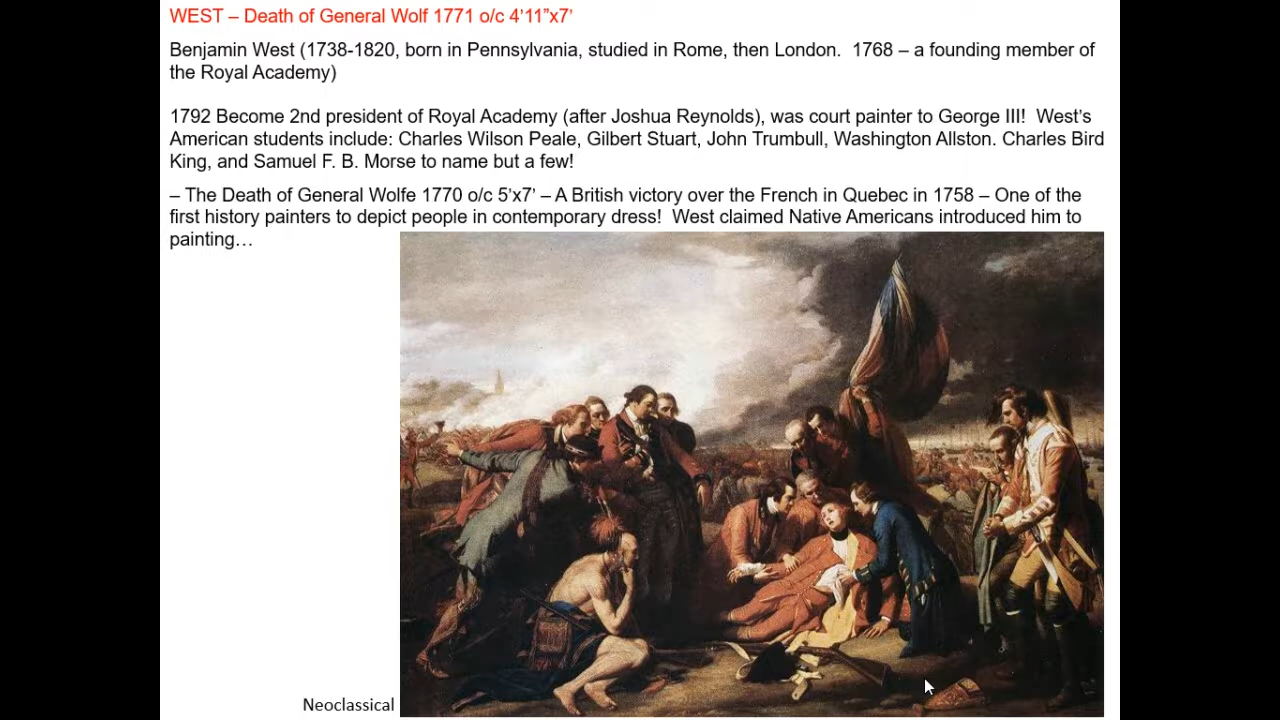 WEST – Death of General Wolf 1771 o/c 4’11”x7’
Benjamin West (1738-1820, born in Pennsylvania, studied in Rome, then London.  1768 – a founding member of
the Royal Academy)
1792 Become 2nd president of Royal Academy (after Joshua Reynolds), was court painter to George III!  West’s
American students include: Charles Wilson Peale, Gilbert Stuart, John Trumbull, Washington Allston. Charles Bird
King, and Samuel F. B. Morse to name but a few!
– The Death of General Wolfe 1770 o/c 5’x7’ – A British victory over the French in Quebec in 1758 – One of the
first history painters to depict people in contemporary dress!  West claimed Native Americans introduced him to
painting…
Neoclassical